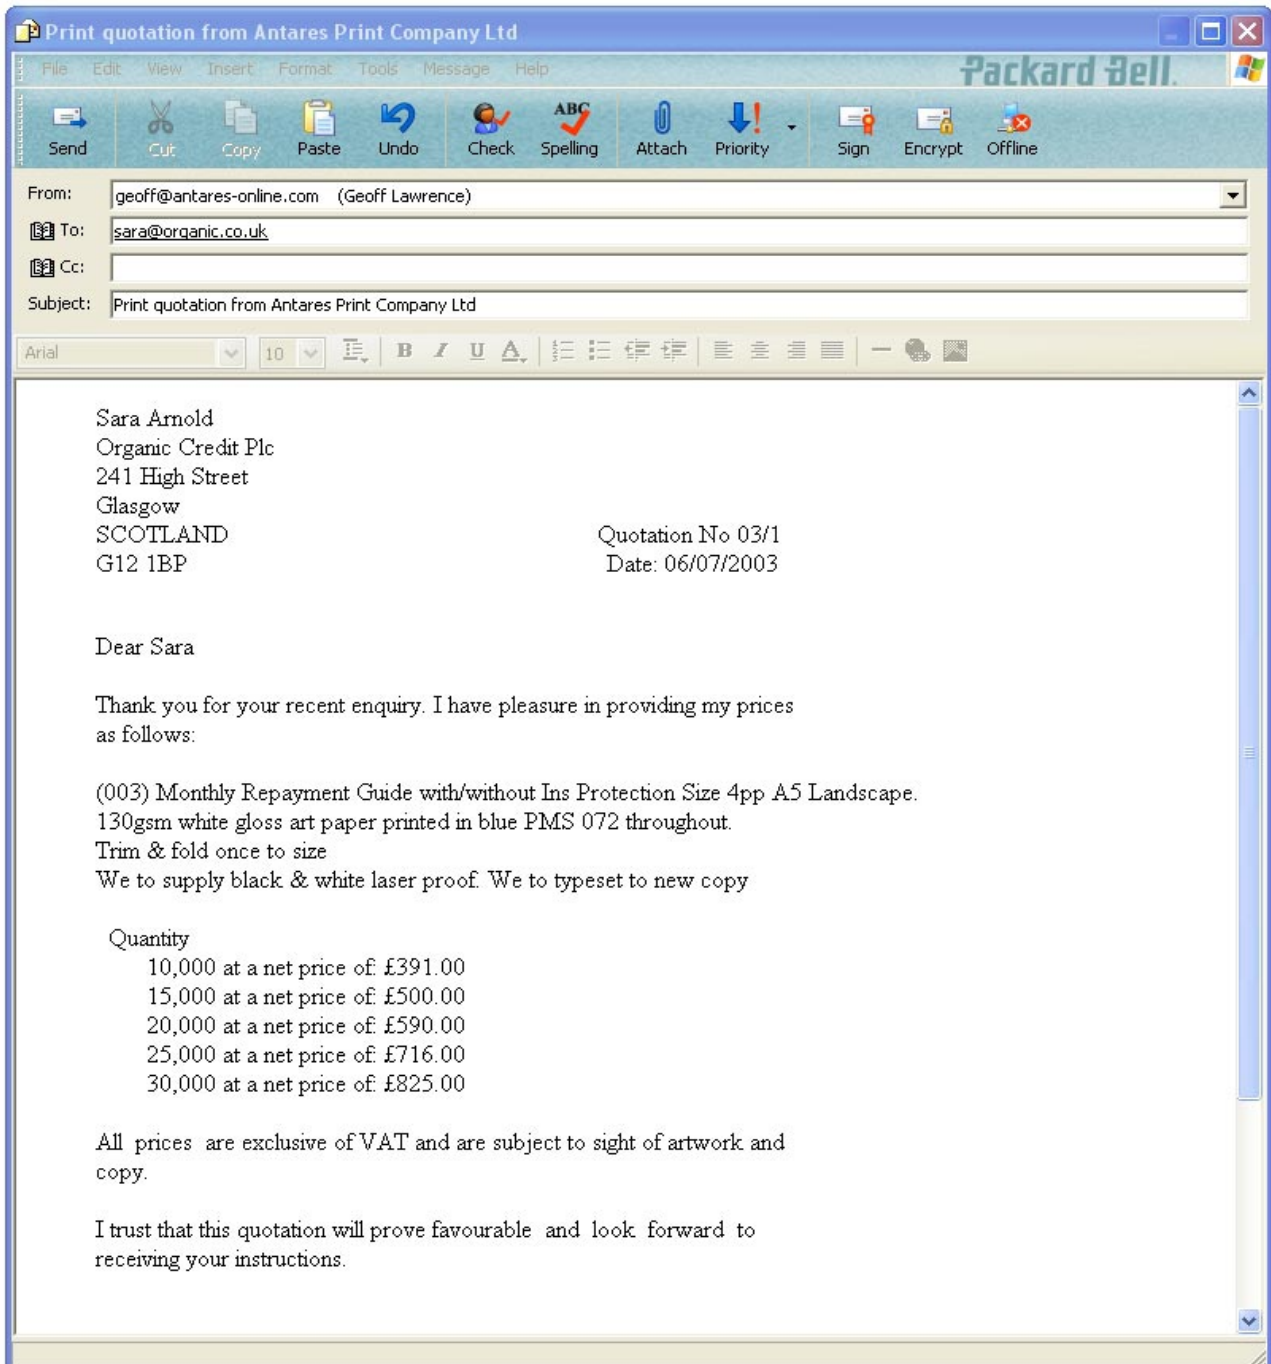 Print quotation from Antares Print Company Ltd
File Edit View Insert Format Tools Message Help
Packard Bell.
Send Cut Copy Paste Undo Check ABC Spelling Attach Priority Sign Encrypt Offline
From: geoff@antares-online.com (Geoff Lawrence)
To: sara@organic.co.uk
Cc:
Subject: Print quotation from Antares Print Company Ltd
Arial 10 B I U A
Sara Arnold
Organic Credit Plc
241 High Street
Glasgow
SCOTLAND Quotation No 03/1
G12 1BP Date: 06/07/2003
Dear Sara
Thank you for your recent enquiry. I have pleasure in providing my prices
as follows:
(003) Monthly Repayment Guide with/without Ins Protection Size 4pp A5 Landscape.
130gsm white gloss art paper printed in blue PMS 072 throughout.
Trim & fold once to size
We to supply black & white laser proof. We to typeset to new copy
Quantity
10,000 at a net price of: £391.00
15,000 at a net price of: £500.00
20,000 at a net price of: £590.00
25,000 at a net price of: £716.00
30,000 at a net price of: £825.00
All prices are exclusive of VAT and are subject to sight of artwork and
copy.
I trust that this quotation will prove favourable and look forward to
receiving your instructions.